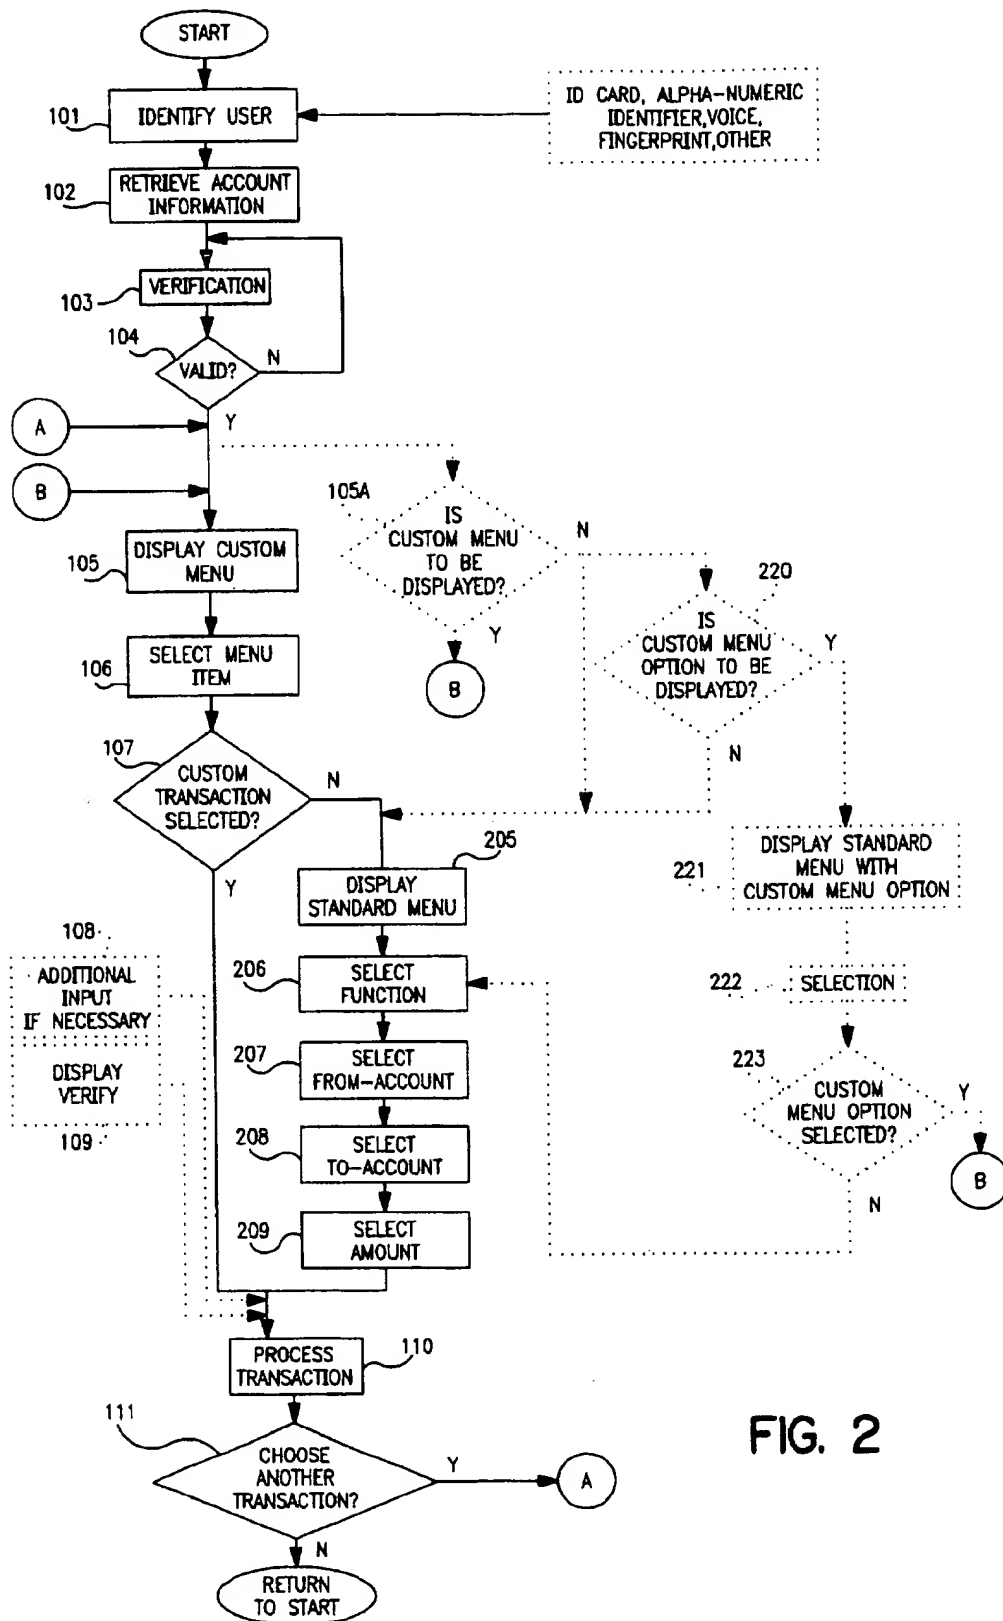 START
101
IDENTIFY USER
ID CARD, ALPHA-NUMERIC
IDENTIFIER,VOICE,
FINGERPRINT,OTHER
102
RETRIEVE ACCOUNT
INFORMATION
103
VERIFICATION
104
VALID?
N
Y
A
B
105A
IS
CUSTOM MENU
TO BE
DISPLAYED?
N
Y
B
105
DISPLAY CUSTOM
MENU
220
IS
CUSTOM MENU
OPTION TO BE
DISPLAYED?
Y
N
106
SELECT MENU
ITEM
107
CUSTOM
TRANSACTION
SELECTED?
N
Y
205
DISPLAY
STANDARD MENU
221
DISPLAY STANDARD
MENU WITH
CUSTOM MENU OPTION
108
ADDITIONAL
INPUT
IF NECESSARY
DISPLAY
VERIFY
109
206
SELECT
FUNCTION
222
SELECTION
207
SELECT
FROM-ACCOUNT
223
CUSTOM
MENU OPTION
SELECTED?
Y
B
N
208
SELECT
TO-ACCOUNT
209
SELECT
AMOUNT
PROCESS
TRANSACTION
110
111
CHOOSE
ANOTHER
TRANSACTION?
Y
A
N
RETURN
TO START
FIG. 2